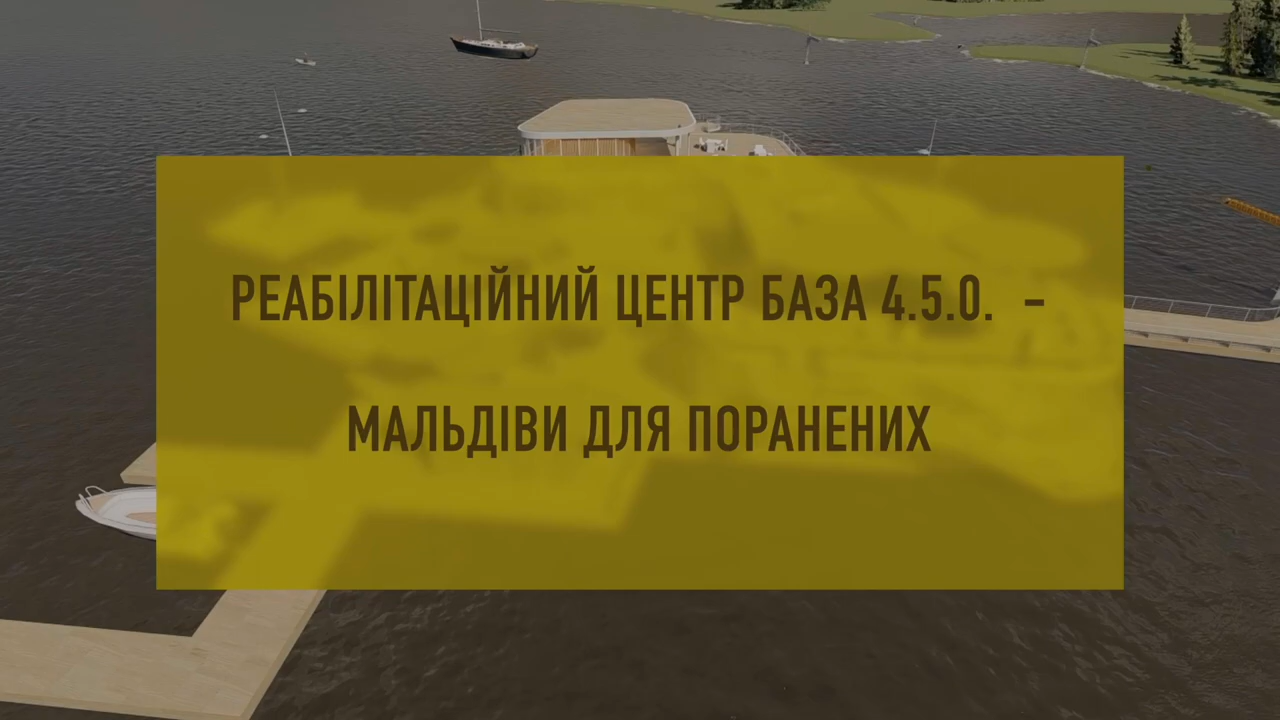 РЕАБІЛІТАЦІЙНИЙ ЦЕНТР БАЗА 4.5.0. –
МАЛЬДІВИ ДЛЯ ПОРАНЕНИХ